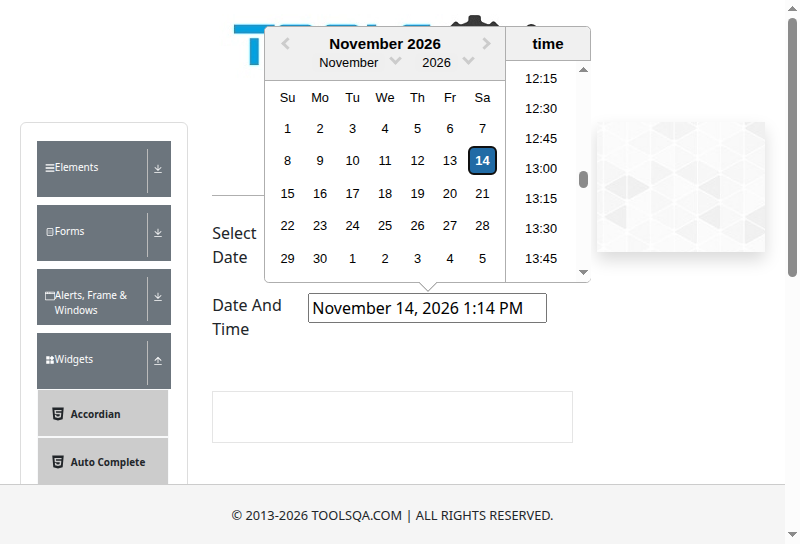 November 2026
November 2026
time
Su Mo Tu We Th Fr Sa
1 2 3 4 5 6 7
8 9 10 11 12 13 14
15 16 17 18 19 20 21
22 23 24 25 26 27 28
29 30 1 2 3 4 5
12:15
12:30
12:45
13:00
13:15
13:30
13:45
Elements
Forms
Alerts, Frame &
Windows
Widgets
Accordian
Auto Complete
Select
Date
Date And
Time
November 14, 2026 1:14 PM
© 2013-2026 TOOLSQA.COM | ALL RIGHTS RESERVED.